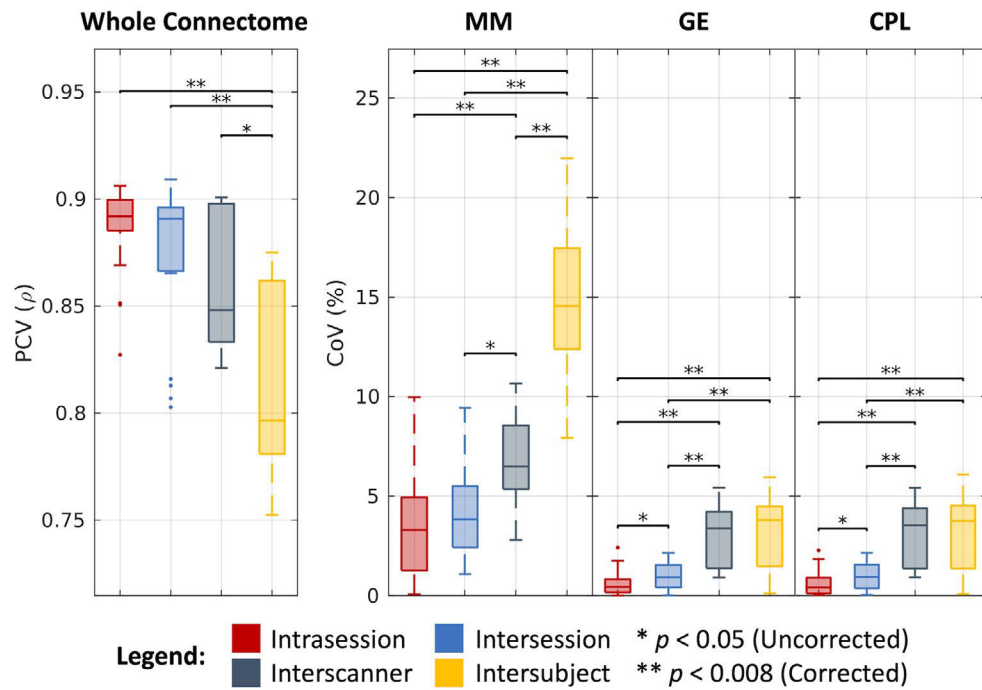 Whole Connectome
MM
GE
CPL
PCV (ρ)
0.95
0.9
0.85
0.8
0.75
**
**
*
CoV (%)
25
20
15
10
5
0
**
**
**
**
*
**
**
**
**
*
**
**
**
**
*
Legend:
Intrasession
Intersession
* p < 0.05 (Uncorrected)
Interscanner
Intersubject
** p < 0.008 (Corrected)